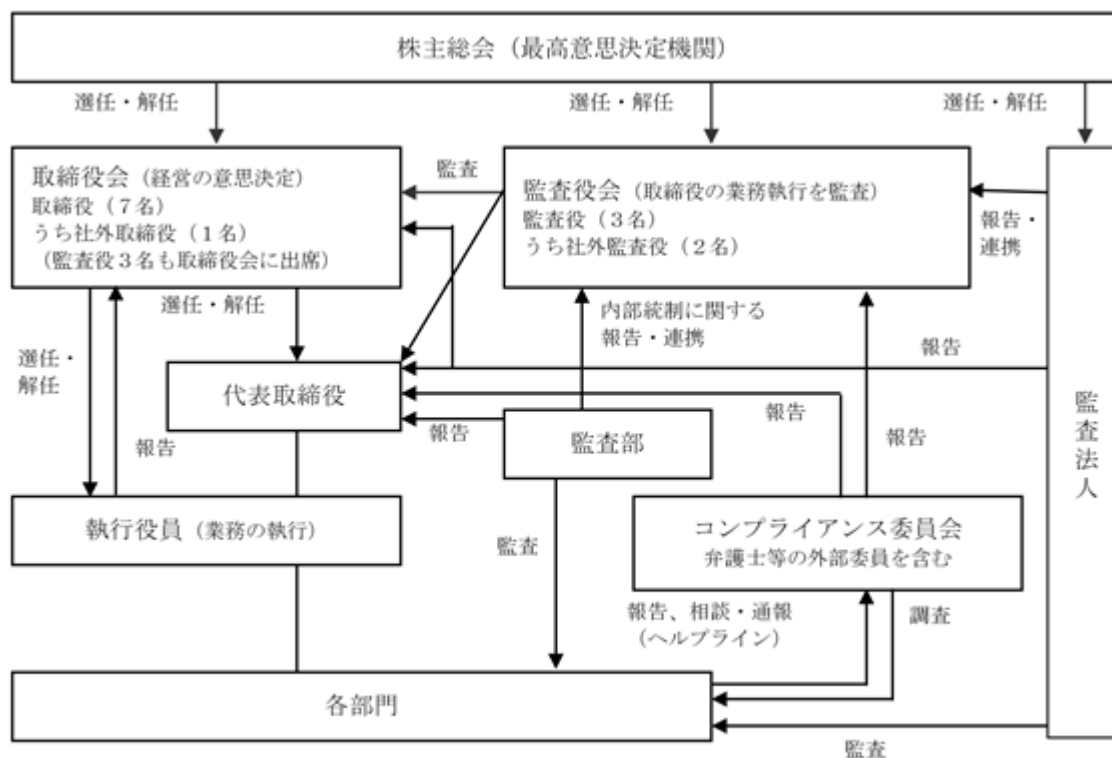 株主総会（最高意思決定機関）
選任・解任
選任・解任
選任・解任
取締役会（経営の意思決定）
取締役（７名）
うち社外取締役（１名）
（監査役３名も取締役会に出席）
監査
監査役会（取締役の業務執行を監査）
監査役（３名）
うち社外監査役（２名）
報告・
連携
選任・解任
内部統制に関する
報告・連携
選任・
解任
報告
代表取締役
報告
報告
監査部
報告
報告
監査法人
執行役員（業務の執行）
監査
コンプライアンス委員会
弁護士等の外部委員を含む
報告、相談・通報
（ヘルプライン）
調査
各部門
監査